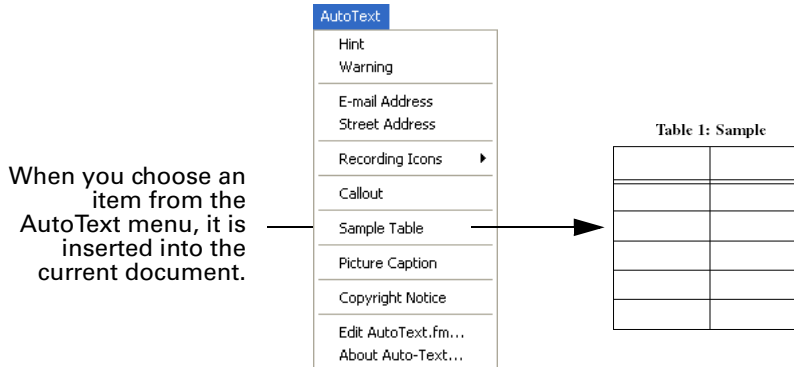 AutoText
Hint
Warning
E-mail Address
Street Address
Recording Icons
Callout
Sample Table
Picture Caption
Copyright Notice
Edit AutoText.fm...
About Auto-Text...
When you choose an
item from the
AutoText menu, it is
inserted into the
current document.
Table 1: Sample